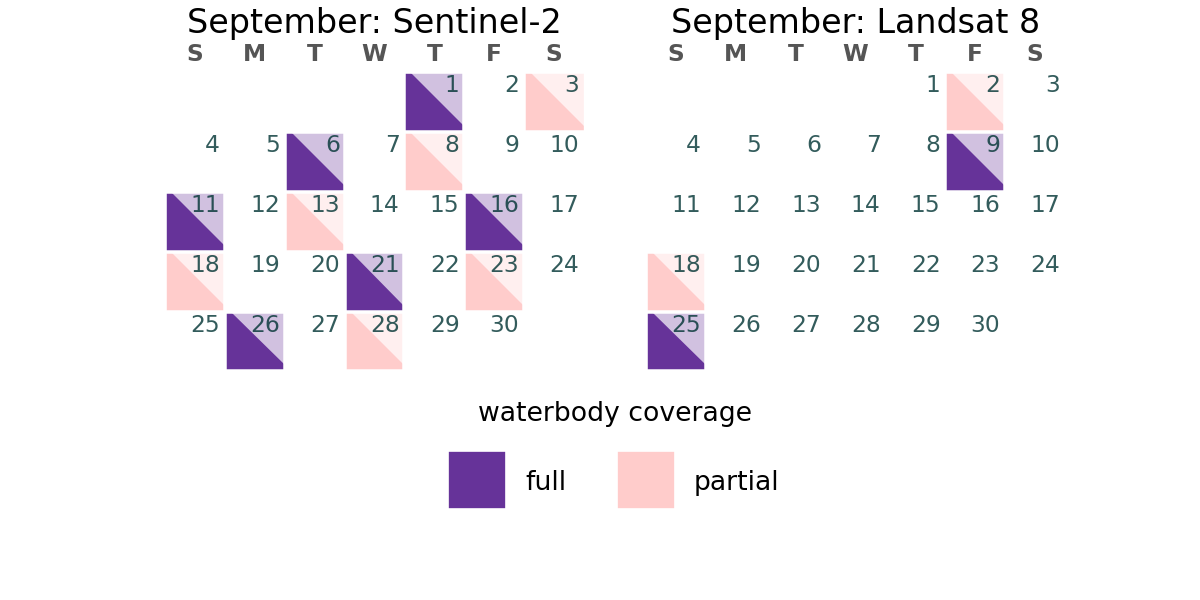 September: Sentinel-2
S M T W T F S
1 2 3
4 5 6 7 8 9 10
11 12 13 14 15 16 17
18 19 20 21 22 23 24
25 26 27 28 29 30
September: Landsat 8
S M T W T F S
1 2 3
4 5 6 7 8 9 10
11 12 13 14 15 16 17
18 19 20 21 22 23 24
25 26 27 28 29 30
waterbody coverage
full
partial